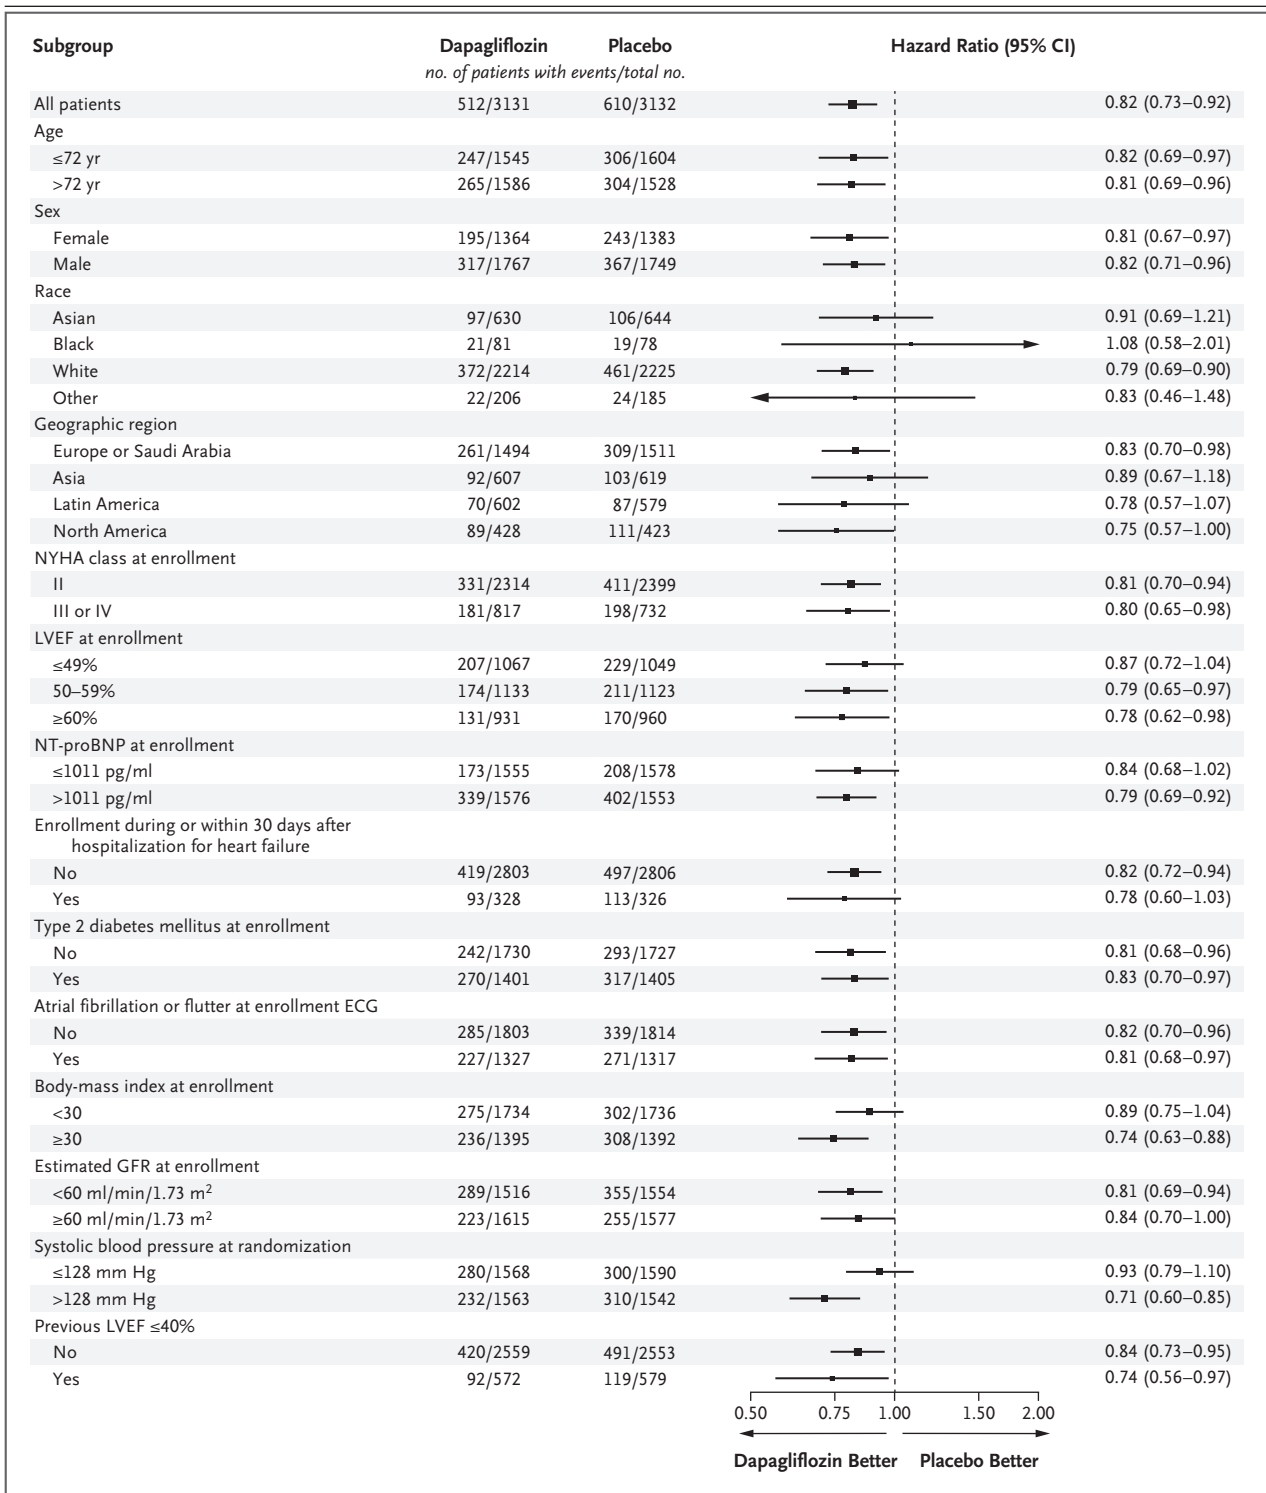 Subgroup Dapagliflozin Placebo Hazard Ratio (95% CI)
no. of patients with events/total no.
All patients 512/3131 610/3132 0.82 (0.73–0.92)
Age
≤72 yr 247/1545 306/1604 0.82 (0.69–0.97)
>72 yr 265/1586 304/1528 0.81 (0.69–0.96)
Sex
Female 195/1364 243/1383 0.81 (0.67–0.97)
Male 317/1767 367/1749 0.82 (0.71–0.96)
Race
Asian 97/630 106/644 0.91 (0.69–1.21)
Black 21/81 19/78 1.08 (0.58–2.01)
White 372/2214 461/2225 0.79 (0.69–0.90)
Other 22/206 24/185 0.83 (0.46–1.48)
Geographic region
Europe or Saudi Arabia 261/1494 309/1511 0.83 (0.70–0.98)
Asia 92/607 103/619 0.89 (0.67–1.18)
Latin America 70/602 87/579 0.78 (0.57–1.07)
North America 89/428 111/423 0.75 (0.57–1.00)
NYHA class at enrollment
II 331/2314 411/2399 0.81 (0.70–0.94)
III or IV 181/817 198/732 0.80 (0.65–0.98)
LVEF at enrollment
≤49% 207/1067 229/1049 0.87 (0.72–1.04)
50–59% 174/1133 211/1123 0.79 (0.65–0.97)
≥60% 131/931 170/960 0.78 (0.62–0.98)
NT-proBNP at enrollment
≤1011 pg/ml 173/1555 208/1578 0.84 (0.68–1.02)
>1011 pg/ml 339/1576 402/1553 0.79 (0.69–0.92)
Enrollment during or within 30 days after
hospitalization for heart failure
No 419/2803 497/2806 0.82 (0.72–0.94)
Yes 93/328 113/326 0.78 (0.60–1.03)
Type 2 diabetes mellitus at enrollment
No 242/1730 293/1727 0.81 (0.68–0.96)
Yes 270/1401 317/1405 0.83 (0.70–0.97)
Atrial fibrillation or flutter at enrollment ECG
No 285/1803 339/1814 0.82 (0.70–0.96)
Yes 227/1327 271/1317 0.81 (0.68–0.97)
Body-mass index at enrollment
<30 275/1734 302/1736 0.89 (0.75–1.04)
≥30 236/1395 308/1392 0.74 (0.63–0.88)
Estimated GFR at enrollment
<60 ml/min/1.73 m² 289/1516 355/1554 0.81 (0.69–0.94)
≥60 ml/min/1.73 m² 223/1615 255/1577 0.84 (0.70–1.00)
Systolic blood pressure at randomization
≤128 mm Hg 280/1568 300/1590 0.93 (0.79–1.10)
>128 mm Hg 232/1563 310/1542 0.71 (0.60–0.85)
Previous LVEF ≤40%
No 420/2559 491/2553 0.84 (0.73–0.95)
Yes 92/572 119/579 0.74 (0.56–0.97)
0.50 0.75 1.00 1.50 2.00
Dapagliflozin Better Placebo Better